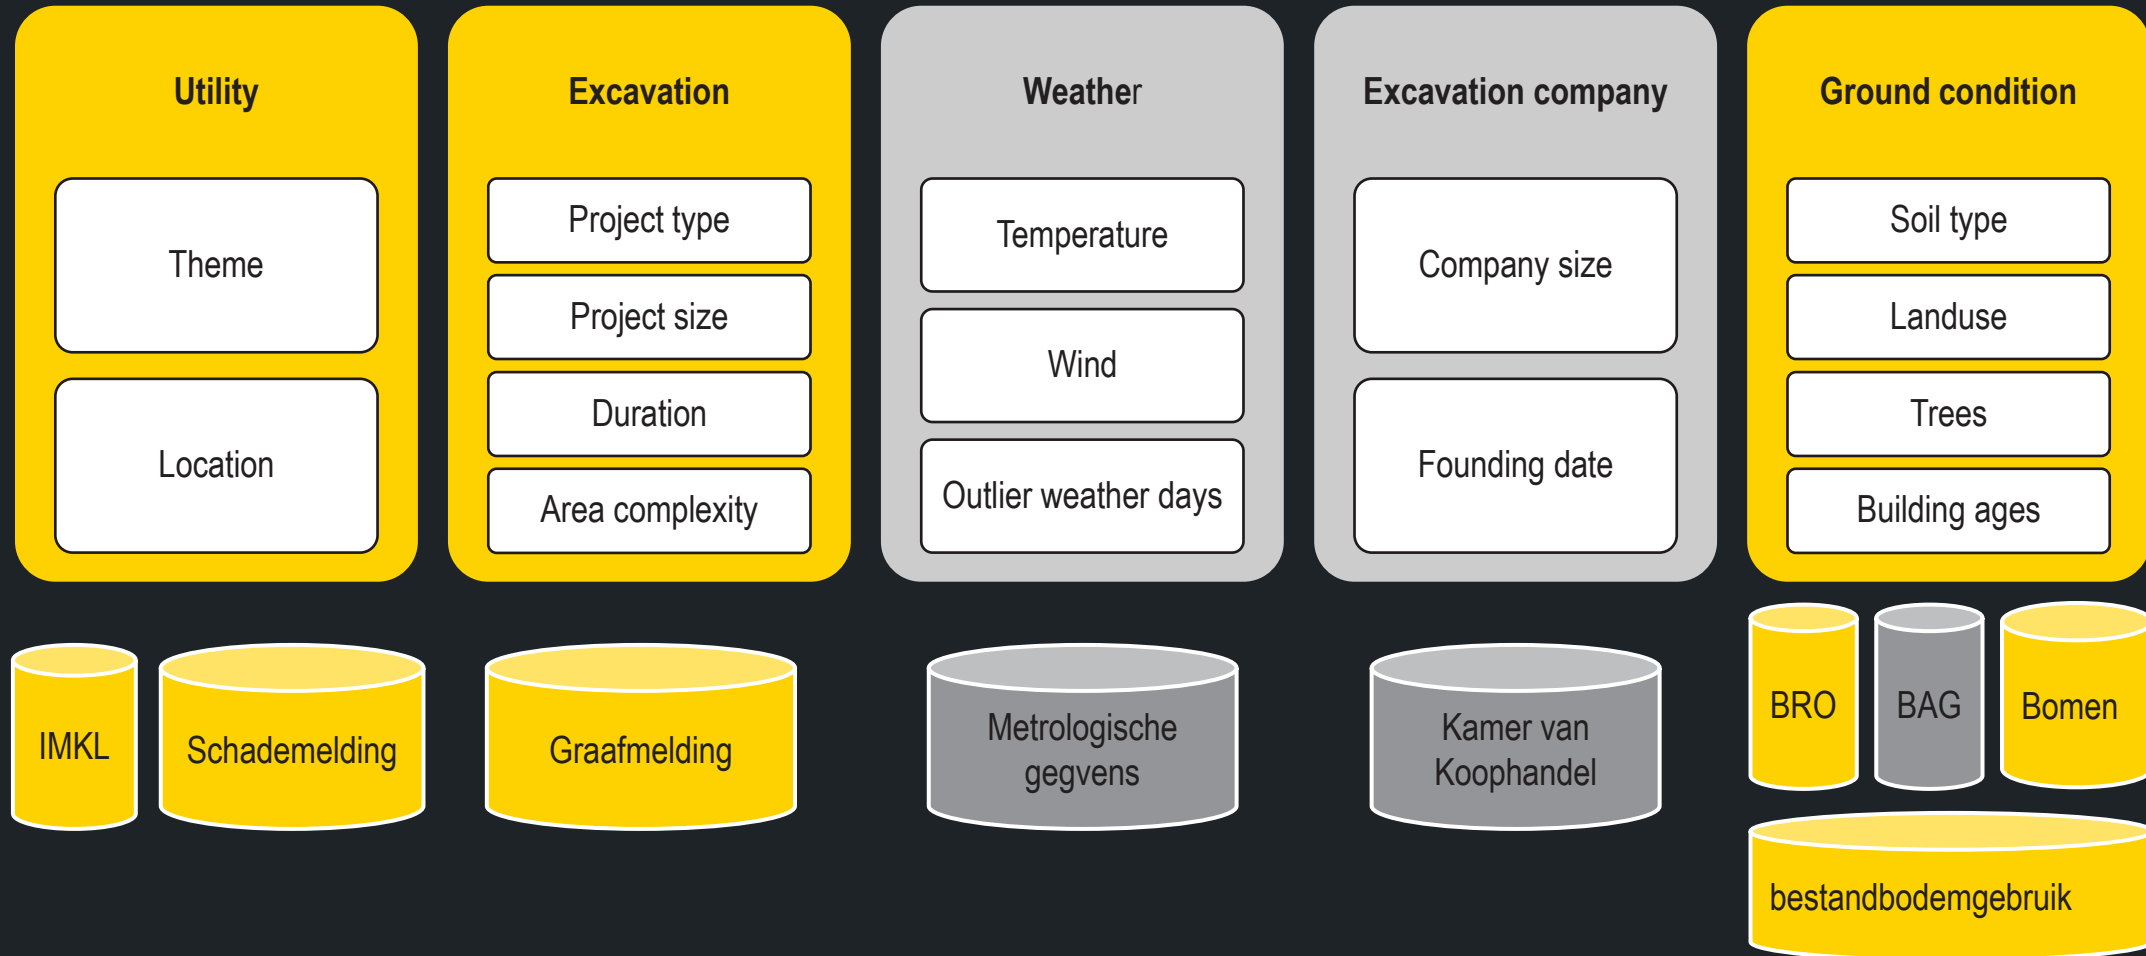 Utility
Theme
Location
Excavation
Project type
Project size
Duration
Area complexity
Weather
Temperature
Wind
Outlier weather days
Excavation company
Company size
Founding date
Ground condition
Soil type
Landuse
Trees
Building ages
IMKL
Schademelding
Graafmelding
Metrologische
gegvens
Kamer van
Koophandel
BRO
BAG
Bomen
bestandbodemgebruik